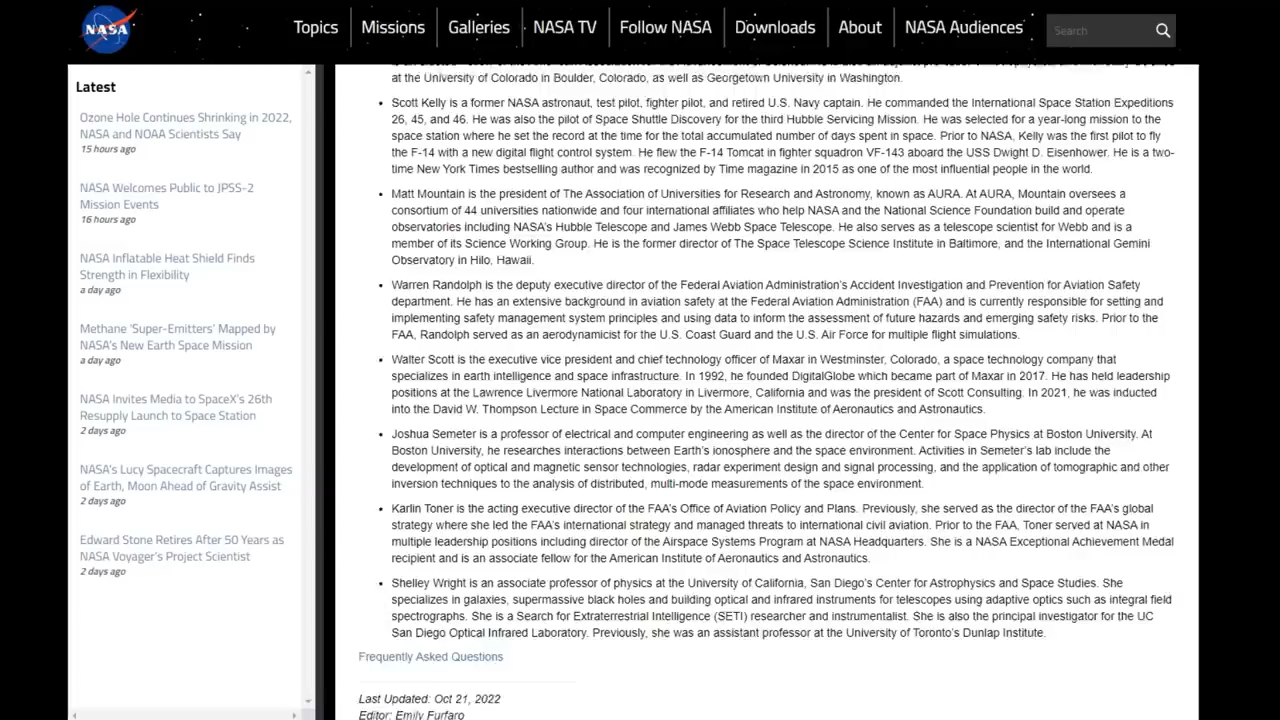 NASA
Topics
Missions
Galleries
NASA TV
Follow NASA
Downloads
About
NASA Audiences
Search
Latest
Ozone Hole Continues Shrinking in 2022,
NASA and NOAA Scientists Say
15 hours ago
NASA Welcomes Public to JPSS-2
Mission Events
16 hours ago
NASA Inflatable Heat Shield Finds
Strength in Flexibility
a day ago
Methane ‘Super-Emitters’ Mapped by
NASA’s New Earth Space Mission
a day ago
NASA Invites Media to SpaceX’s 26th
Resupply Launch to Space Station
2 days ago
NASA’s Lucy Spacecraft Captures Images
of Earth, Moon Ahead of Gravity Assist
2 days ago
Edward Stone Retires After 50 Years as
NASA Voyager’s Project Scientist
2 days ago
at the University of Colorado in Boulder, Colorado, as well as Georgetown University in Washington.
• Scott Kelly is a former NASA astronaut, test pilot, fighter pilot, and retired U.S. Navy captain. He commanded the International Space Station Expeditions
26, 45, and 46. He was also the pilot of Space Shuttle Discovery for the third Hubble Servicing Mission. He was selected for a year-long mission to the
space station where he set the record at the time for the total accumulated number of days spent in space. Prior to NASA, Kelly was the first pilot to fly
the F-14 with a new digital flight control system. He flew the F-14 Tomcat in fighter squadron VF-143 aboard the USS Dwight D. Eisenhower. He is a two-
time New York Times bestselling author and was recognized by Time magazine in 2015 as one of the most influential people in the world.
• Matt Mountain is the president of The Association of Universities for Research and Astronomy, known as AURA. At AURA, Mountain oversees a
consortium of 44 universities nationwide and four international affiliates who help NASA and the National Science Foundation build and operate
observatories including NASA’s Hubble Telescope and James Webb Space Telescope. He also serves as a telescope scientist for Webb and is a
member of its Science Working Group. He is the former director of The Space Telescope Science Institute in Baltimore, and the International Gemini
Observatory in Hilo, Hawaii.
• Warren Randolph is the deputy executive director of the Federal Aviation Administration’s Accident Investigation and Prevention for Aviation Safety
department. He has an extensive background in aviation safety at the Federal Aviation Administration (FAA) and is currently responsible for setting and
implementing safety management system principles and using data to inform the assessment of future hazards and emerging safety risks. Prior to the
FAA, Randolph served as an aerodynamicist for the U.S. Coast Guard and the U.S. Air Force for multiple flight simulations.
• Walter Scott is the executive vice president and chief technology officer of Maxar in Westminster, Colorado, a space technology company that
specializes in earth intelligence and space infrastructure. In 1992, he founded DigitalGlobe which became part of Maxar in 2017. He has held leadership
positions at the Lawrence Livermore National Laboratory in Livermore, California and was the president of Scott Consulting. In 2021, he was inducted
into the David W. Thompson Lecture in Space Commerce by the American Institute of Aeronautics and Astronautics.
• Joshua Semeter is a professor of electrical and computer engineering as well as the director of the Center for Space Physics at Boston University. At
Boston University, he researches interactions between Earth’s ionosphere and the space environment. Activities in Semeter’s lab include the
development of optical and magnetic sensor technologies, radar experiment design and signal processing, and the application of tomographic and other
inversion techniques to the analysis of distributed, multi-mode measurements of the space environment.
• Karlin Toner is the acting executive director of the FAA’s Office of Aviation Policy and Plans. Previously, she served as the director of the FAA’s global
strategy where she led the FAA’s international strategy and managed threats to international civil aviation. Prior to the FAA, Toner served at NASA in
multiple leadership positions including director of the Airspace Systems Program at NASA Headquarters. She is a NASA Exceptional Achievement Medal
recipient and is an associate fellow for the American Institute of Aeronautics and Astronautics.
• Shelley Wright is an associate professor of physics at the University of California, San Diego’s Center for Astrophysics and Space Studies. She
specializes in galaxies, supermassive black holes and building optical and infrared instruments for telescopes using adaptive optics such as integral field
spectrographs. She is a Search for Extraterrestrial Intelligence (SETI) researcher and instrumentalist. She is also the principal investigator for the UC
San Diego Optical Infrared Laboratory. Previously, she was an assistant professor at the University of Toronto’s Dunlap Institute.
Frequently Asked Questions
Last Updated: Oct 21, 2022
Editor: Emily Furfaro